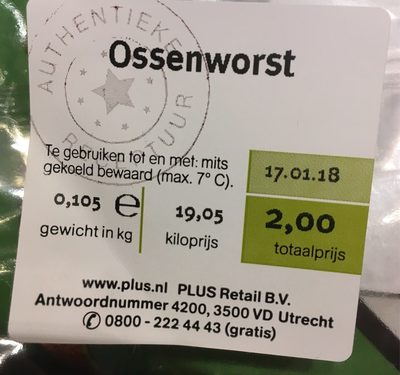 AUTHENTIEKE
Ossenworst
Te gebruiken tot en met: mits
gekoeld bewaard (max. 7° C).
17.01.18
0,105 e
19,05
2,00
gewicht in kg
kiloprijs
totaalprijs
www.plus.nl PLUS Retail B.V.
Antwoordnummer 4200, 3500 VD Utrecht
✆ 0800 - 222 44 43 (gratis)